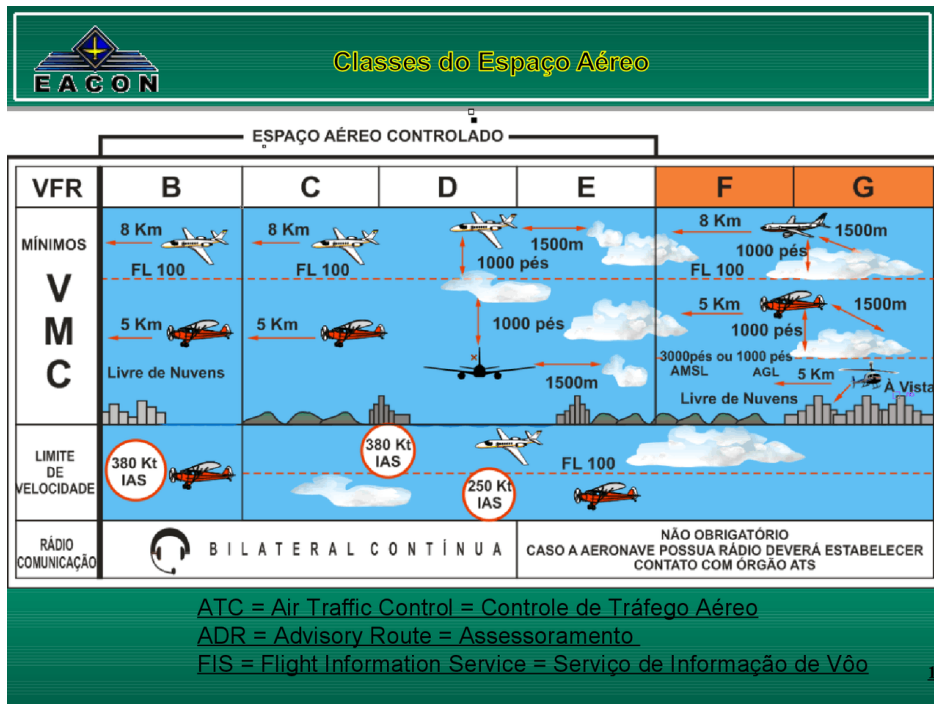 EACON
Classes do Espaço Aéreo
ESPAÇO AÉREO CONTROLADO
VFR B C D E F G
MÍNIMOS
V
M
C
8 Km
FL 100
5 Km
Livre de Nuvens
8 Km
FL 100
5 Km
1500m
1000 pés
1000 pés
1500m
8 Km
1500m
1000 pés
FL 100
5 Km
1500m
1000 pés
3000pés ou 1000 pés
AMSL AGL
5 Km
À Vista
Livre de Nuvens
LIMITE
DE
VELOCIDADE
380 Kt
IAS
380 Kt
IAS
250 Kt
IAS
FL 100
RÁDIO
COMUNICAÇÃO
BILATERAL CONTÍNUA
NÃO OBRIGATÓRIO
CASO A AERONAVE POSSUA RÁDIO DEVERÁ ESTABELECER
CONTATO COM ÓRGÃO ATS
ATC = Air Traffic Control = Controle de Tráfego Aéreo
ADR = Advisory Route = Assessoramento
FIS = Flight Information Service = Serviço de Informação de Vôo